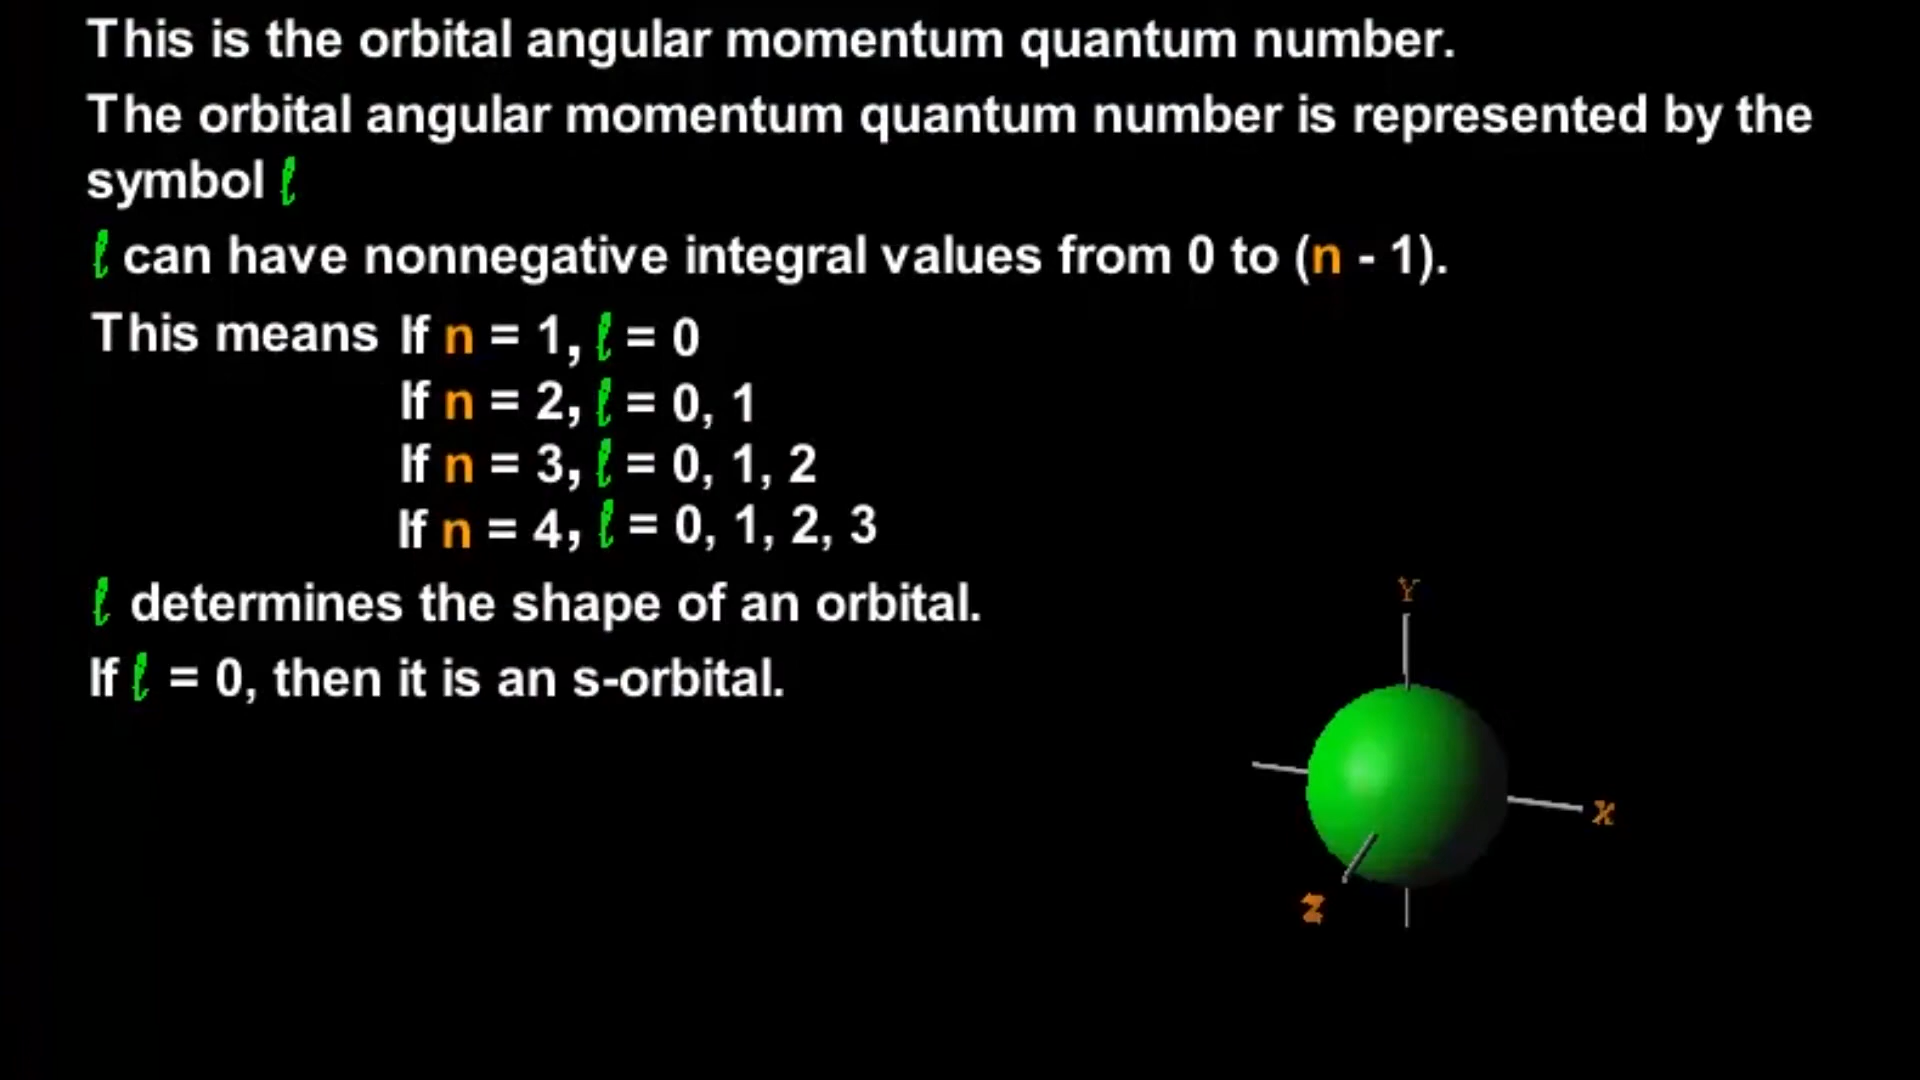 This is the orbital angular momentum quantum number.
The orbital angular momentum quantum number is represented by the
symbol ℓ
ℓ can have nonnegative integral values from 0 to (n - 1).
This means If n = 1, ℓ = 0
If n = 2, ℓ = 0, 1
If n = 3, ℓ = 0, 1, 2
If n = 4, ℓ = 0, 1, 2, 3
ℓ determines the shape of an orbital.
If ℓ = 0, then it is an s-orbital.
Y
X
Z